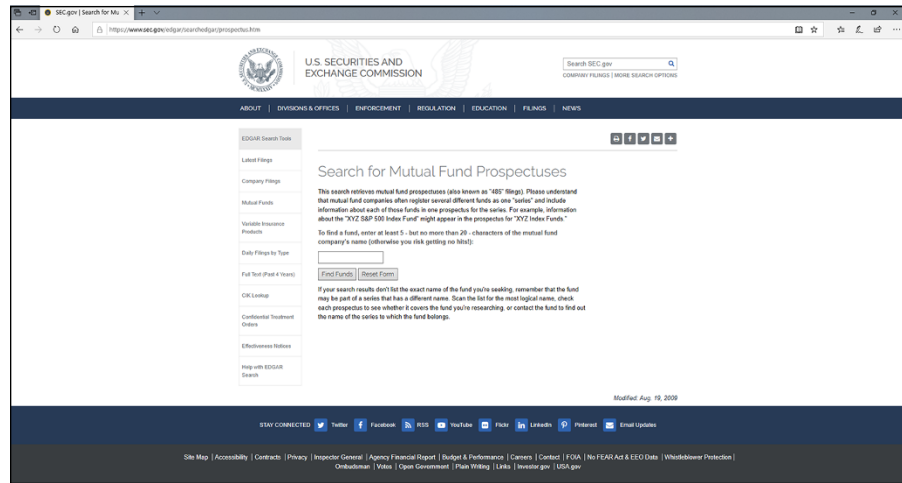 SEC.gov | Search for Mu
https://www.sec.gov/edgar/searchedgar/prospectus.htm
U.S. SECURITIES AND
EXCHANGE COMMISSION
Search SEC.gov
COMPANY FILINGS | MORE SEARCH OPTIONS
ABOUT | DIVISIONS & OFFICES | ENFORCEMENT | REGULATION | EDUCATION | FILINGS | NEWS
EDGAR Search Tools
Latest Filings
Company Filings
Mutual Funds
Variable Insurance
Products
Daily Filings by Type
Full Text (Past 4 Years)
CIK Lookup
Confidential Treatment
Orders
Effectiveness Notices
Help with EDGAR
Search
Search for Mutual Fund Prospectuses
This search retrieves mutual fund prospectuses (also known as "485" filings). Please understand
that mutual fund companies often register several different funds as one "series" and include
information about each of those funds in one prospectus for the series. For example, information
about the "XYZ S&P 500 Index Fund" might appear in the prospectus for "XYZ Index Funds."
To find a fund, enter at least 5 - but no more than 20 - characters of the mutual fund
company's name (otherwise you risk getting no hits!):
Find Funds Reset Form
If your search results don't list the exact name of the fund you're seeking, remember that the fund
may be part of a series that has a different name. Scan the list for the most logical name, check
each prospectus to see whether it covers the fund you're researching, or contact the fund to find out
the name of the series to which the fund belongs.
Modified: Aug. 19, 2008
STAY CONNECTED Twitter Facebook RSS YouTube Flickr LinkedIn Pinterest Email Updates
Site Map | Accessibility | Contracts | Privacy | Inspector General | Agency Financial Report | Budget & Performance | Careers | Contact | FOIA | No FEAR Act & EEO Data | Whistleblower Protection |
Ombudsman | Votes | Open Government | Plain Writing | Links | Investor.gov | USA.gov